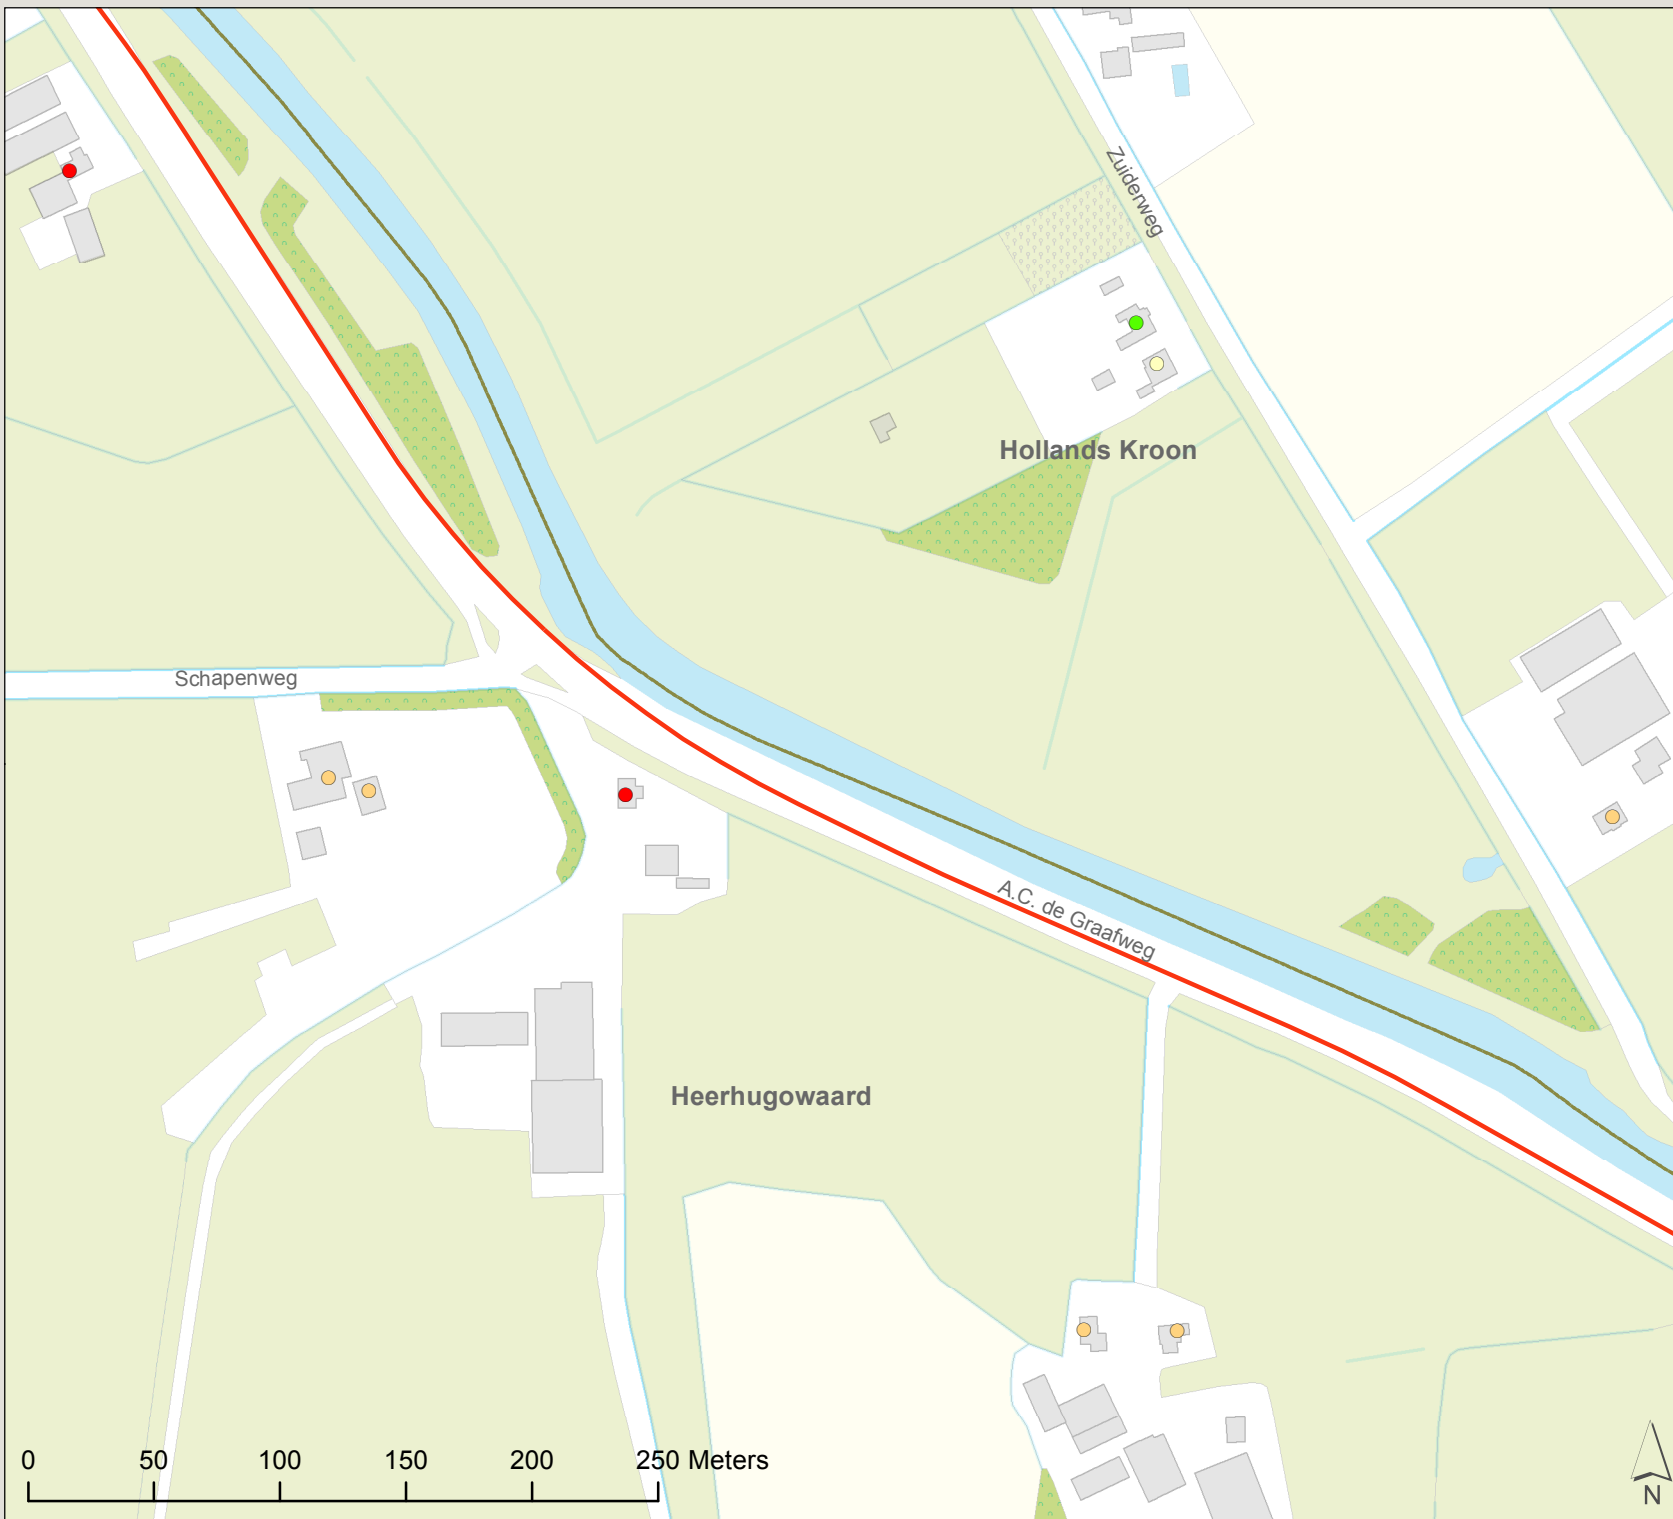 Zuiderweg
Hollands Kroon
Schapenweg
A.C. de Graafweg
Heerhugowaard
0 50 100 150 200 250 Meters
N